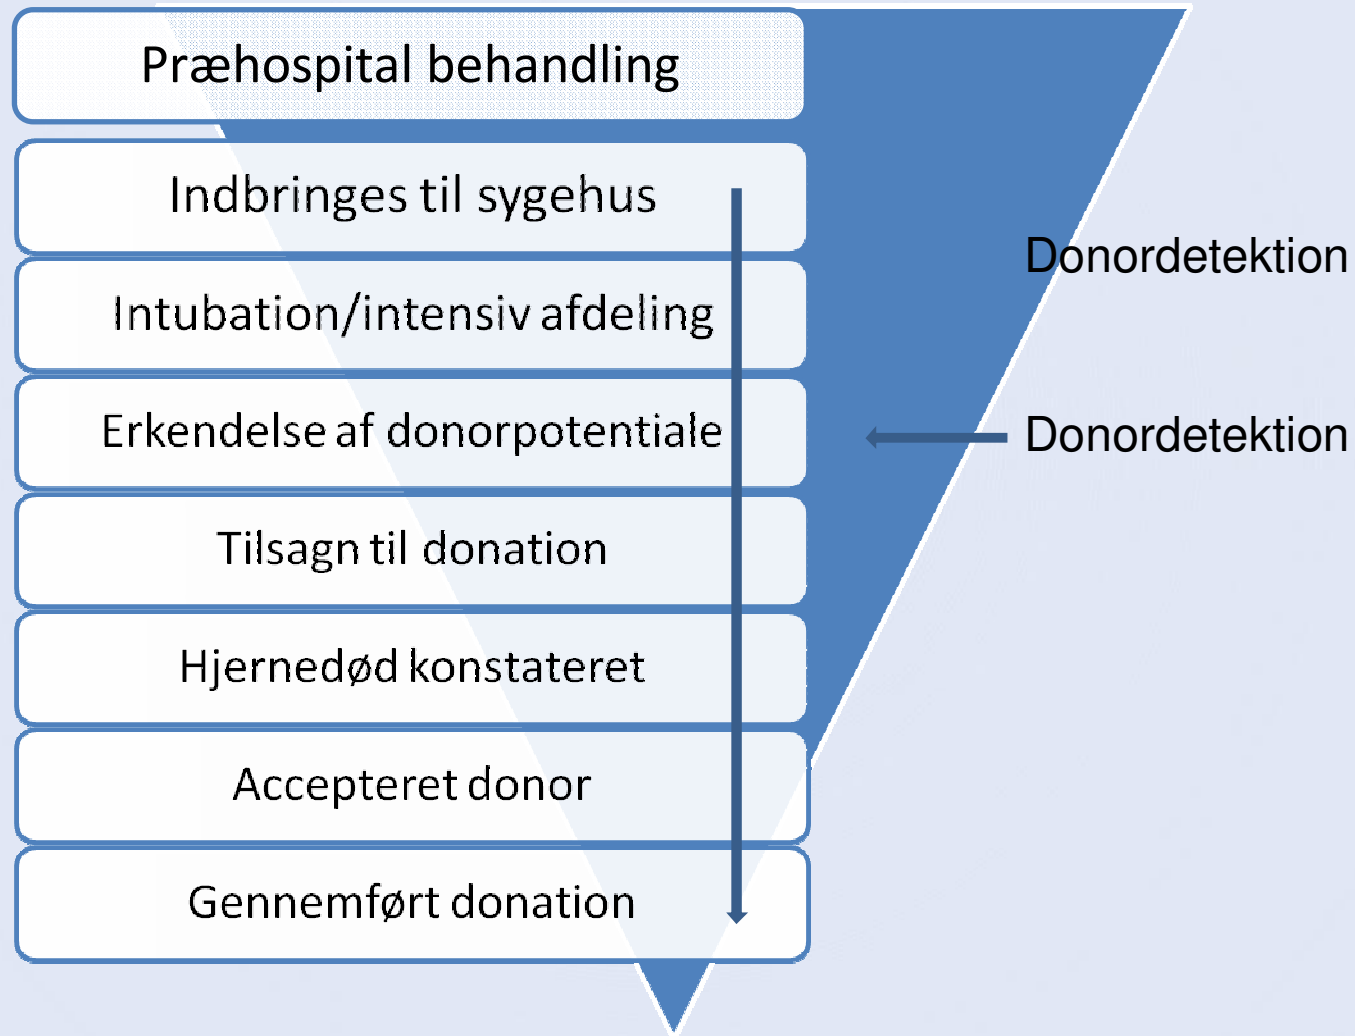 Præhospital behandling
Indbringes til sygehus
Donordetektion
Intubation/intensiv afdeling
Erkendelse af donorpotentiale
Donordetektion
Tilsagn til donation
Hjernedød konstateret
Accepteret donor
Gennemført donation